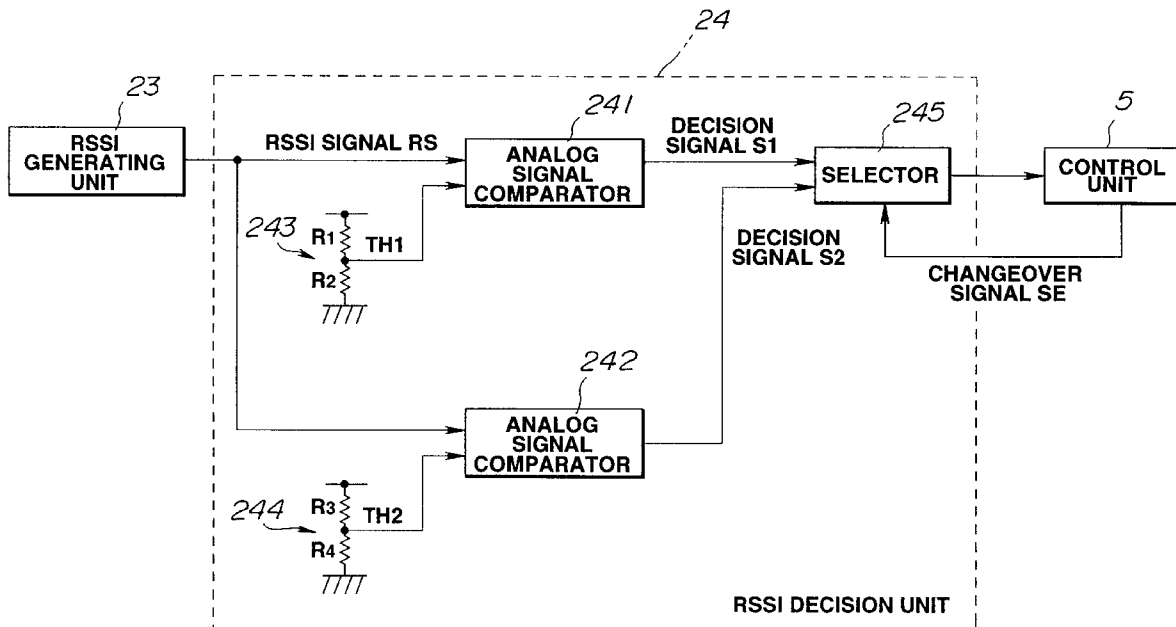 24
23
RSSI
GENERATING
UNIT
RSSI SIGNAL RS
241
ANALOG
SIGNAL
COMPARATOR
DECISION
SIGNAL S1
245
SELECTOR
5
CONTROL
UNIT
243
R1
TH1
R2
DECISION
SIGNAL S2
CHANGEOVER
SIGNAL SE
242
ANALOG
SIGNAL
COMPARATOR
244
R3
TH2
R4
RSSI DECISION UNIT